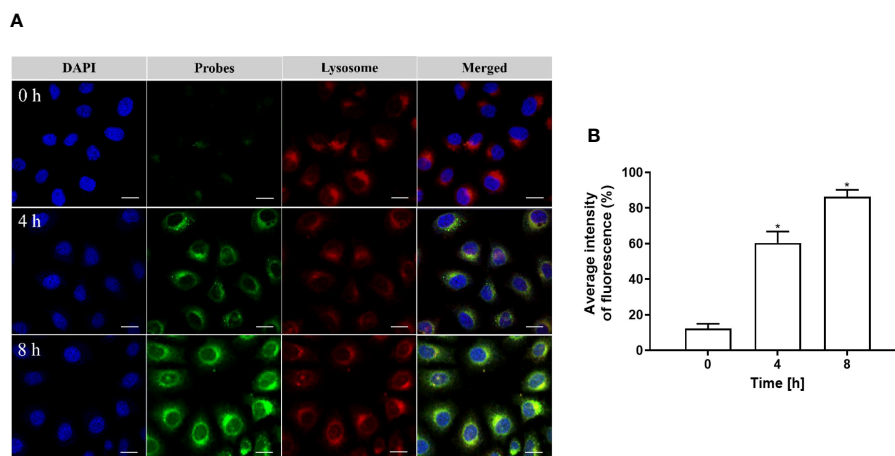 A
DAPI Probes Lysosome Merged
0 h
4 h
8 h
B
Average intensity
of fluorescence (%)
100
80
60
40
20
0
*
*
0 4 8
Time [h]